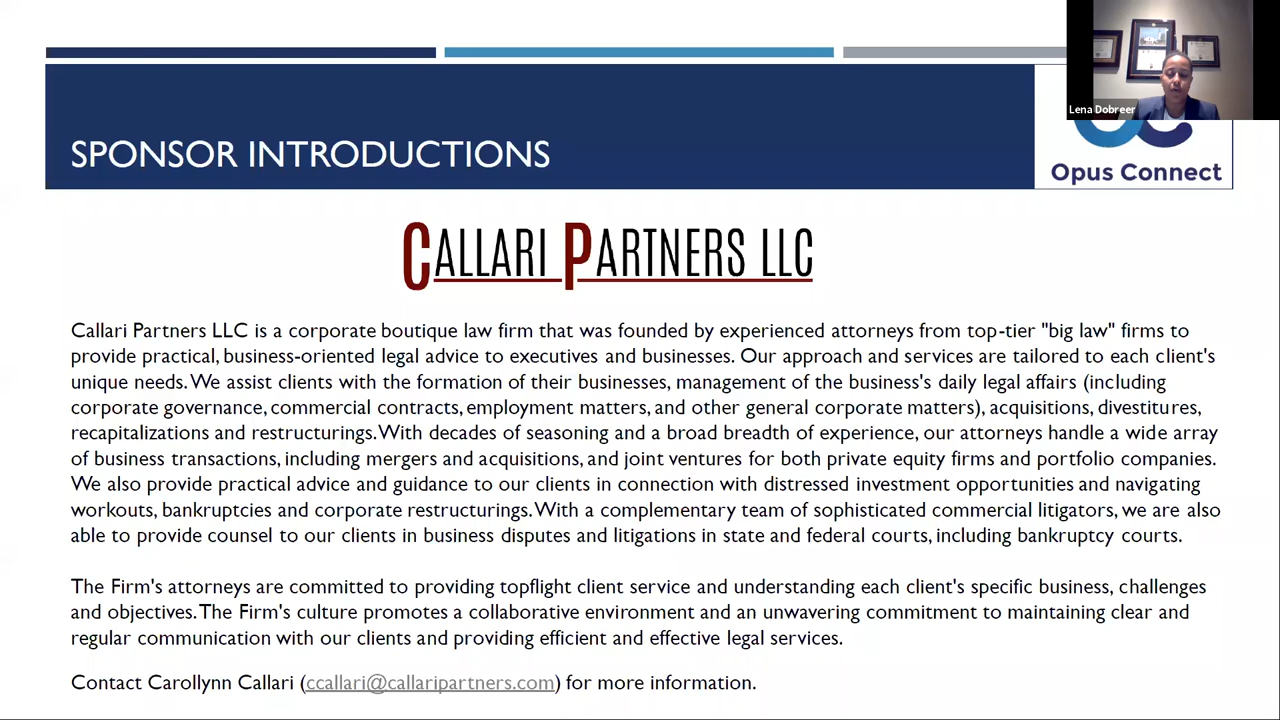 SPONSOR INTRODUCTIONS
Lena Dobreer
Opus Connect
CALLARI PARTNERS LLC
Callari Partners LLC is a corporate boutique law firm that was founded by experienced attorneys from top-tier "big law" firms to
provide practical, business-oriented legal advice to executives and businesses. Our approach and services are tailored to each client's
unique needs. We assist clients with the formation of their businesses, management of the business's daily legal affairs (including
corporate governance, commercial contracts, employment matters, and other general corporate matters), acquisitions, divestitures,
recapitalizations and restructurings. With decades of seasoning and a broad breadth of experience, our attorneys handle a wide array
of business transactions, including mergers and acquisitions, and joint ventures for both private equity firms and portfolio companies.
We also provide practical advice and guidance to our clients in connection with distressed investment opportunities and navigating
workouts, bankruptcies and corporate restructurings. With a complementary team of sophisticated commercial litigators, we are also
able to provide counsel to our clients in business disputes and litigations in state and federal courts, including bankruptcy courts.
The Firm's attorneys are committed to providing topflight client service and understanding each client's specific business, challenges
and objectives. The Firm's culture promotes a collaborative environment and an unwavering commitment to maintaining clear and
regular communication with our clients and providing efficient and effective legal services.
Contact Carollynn Callari (ccallari@callaripartners.com) for more information.